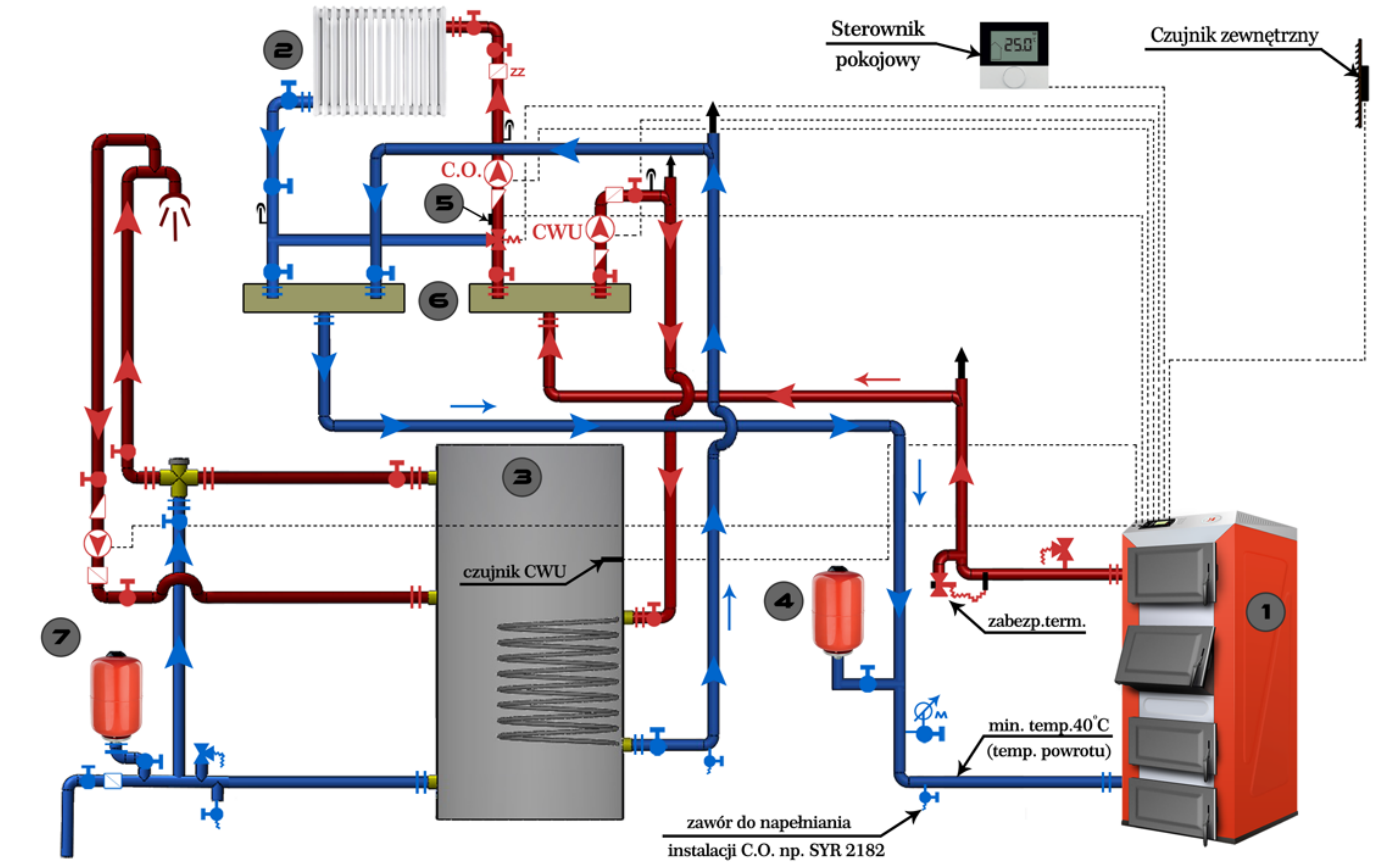 Sterownik
pokojowy
25.0°
Czujnik zewnętrzny
2
zz
C.O.
5
CWU
M
6
3
czujnik CWU
4
zabezp.term.
1
7
M
min. temp.40°C
(temp. powrotu)
zawór do napełniania
instalacji C.O. np. SYR 2182